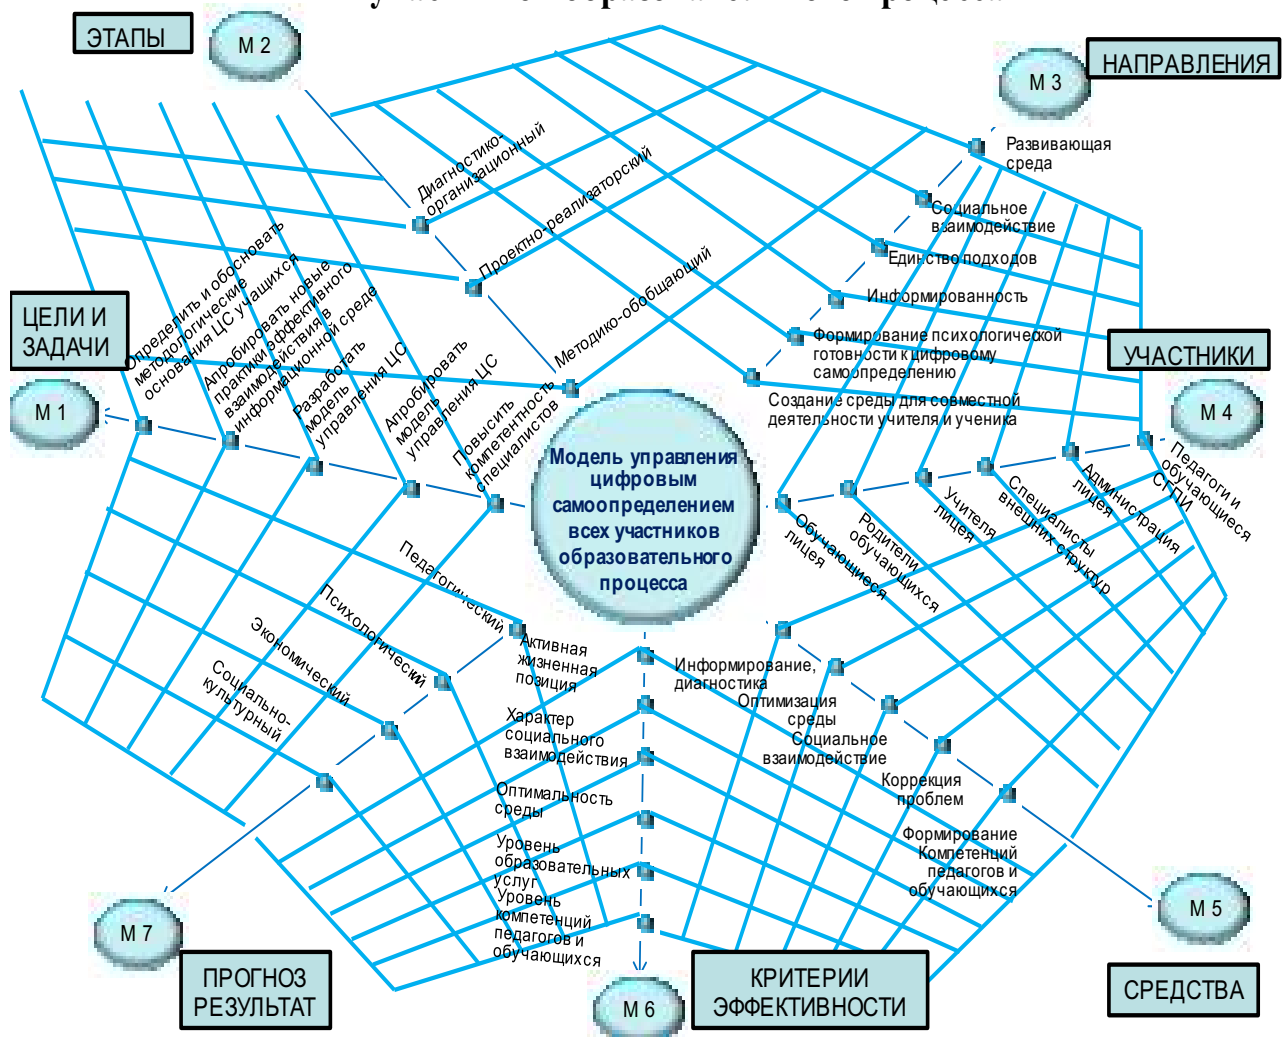 ЭТАПЫ
М 2
М 3
НАПРАВЛЕНИЯ
Диагностико-
организационный
Проектно-реализаторский
Методико-обобщающий
Развивающая
среда
Социальное
взаимодействие
Единство подходов
Информированность
Формирование психологической
готовности к цифровому
самоопределению
Создание среды для совместной
деятельности учителя и ученика
ЦЕЛИ И
ЗАДАЧИ
М 1
Определить и обосновать
методологические
основания ЦС учащихся
Апробировать новые
практики эффективного
взаимодействия в
информационной среде
Разработать
модель
управления ЦС
Апробировать
модель
управления ЦС
Повысить
компетентность
специалистов
УЧАСТНИКИ
М 4
Модель управления
цифровым
самоопределением
всех участников
образовательного
процесса
Обучающиеся
лицея
Родители
обучающихся
Учителя
лицея
Специалисты
внешних структур
Администрация
лицея
Педагоги и
обучающиеся
СГПИ
Педагогический
Психологический
Экономический
Социально-
культурный
Активная
жизненная
позиция
Характер
социального
взаимодействия
Оптимальность
среды
Уровень
образовательных
услуг
Уровень
компетенций
педагогов и
обучающихся
Информирование,
диагностика
Оптимизация
среды
Социальное
взаимодействие
Коррекция
проблем
Формирование
Компетенций
педагогов и
обучающихся
М 7
ПРОГНОЗ
РЕЗУЛЬТАТ
М 6
КРИТЕРИИ
ЭФФЕКТИВНОСТИ
М 5
СРЕДСТВА